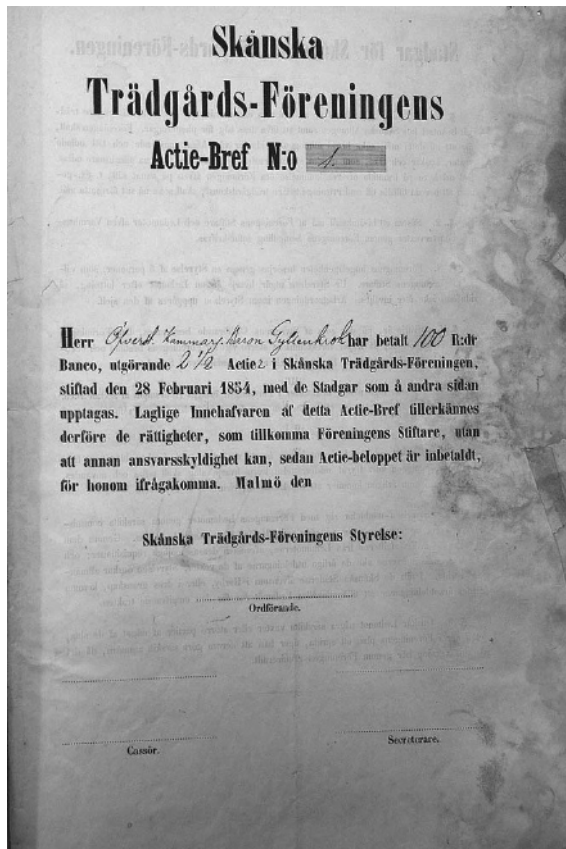 Skånska
Trädgårds-Föreningens
Actie-Bref N:o 1.
Herr Öfverst. Kammarj. Baron Gyllenkrok har betalt 100 R:dr
Banco, utgörande 2 1/2 Actier i Skånska Trädgårds-Föreningen,
stiftad den 28 Februari 1854, med de Stadgar som å andra sidan
upptagas. Laglige Innehafvaren af detta Actie-Bref tillerkännes
derföre de rättigheter, som tillkomma Föreningens Stiftare, utan
att annan ansvarsskyldighet kan, sedan Actie-beloppet är inbetaldt,
för honom ifrågakomma. Malmö den
Skånska Trädgårds-Föreningens Styrelse:
Ordförande.
Cassör.
Secreterare.